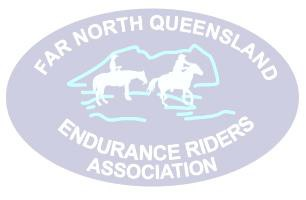 FAR NORTH QUEENSLAND
ENDURANCE RIDERS
ASSOCIATION